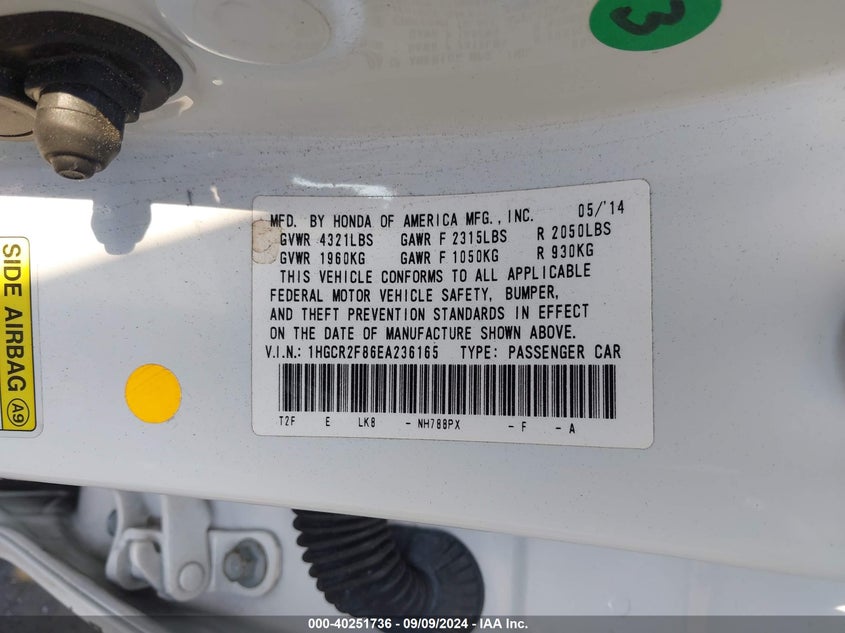 3
MFD. BY HONDA OF AMERICA MFG., INC. 05/'14
GVWR 4321LBS GAWR F 2315LBS R 2050LBS
GVWR 1960KG GAWR F 1050KG R 930KG
THIS VEHICLE CONFORMS TO ALL APPLICABLE
FEDERAL MOTOR VEHICLE SAFETY, BUMPER,
AND THEFT PREVENTION STANDARDS IN EFFECT
ON THE DATE OF MANUFACTURE SHOWN ABOVE.
V.I.N.: 1HGCR2F86EA236165 TYPE: PASSENGER CAR
T2F E LK8 - NH788PX - F - A
SIDE AIRBAG A9
000-40251736 - 09/09/2024 - IAA Inc.